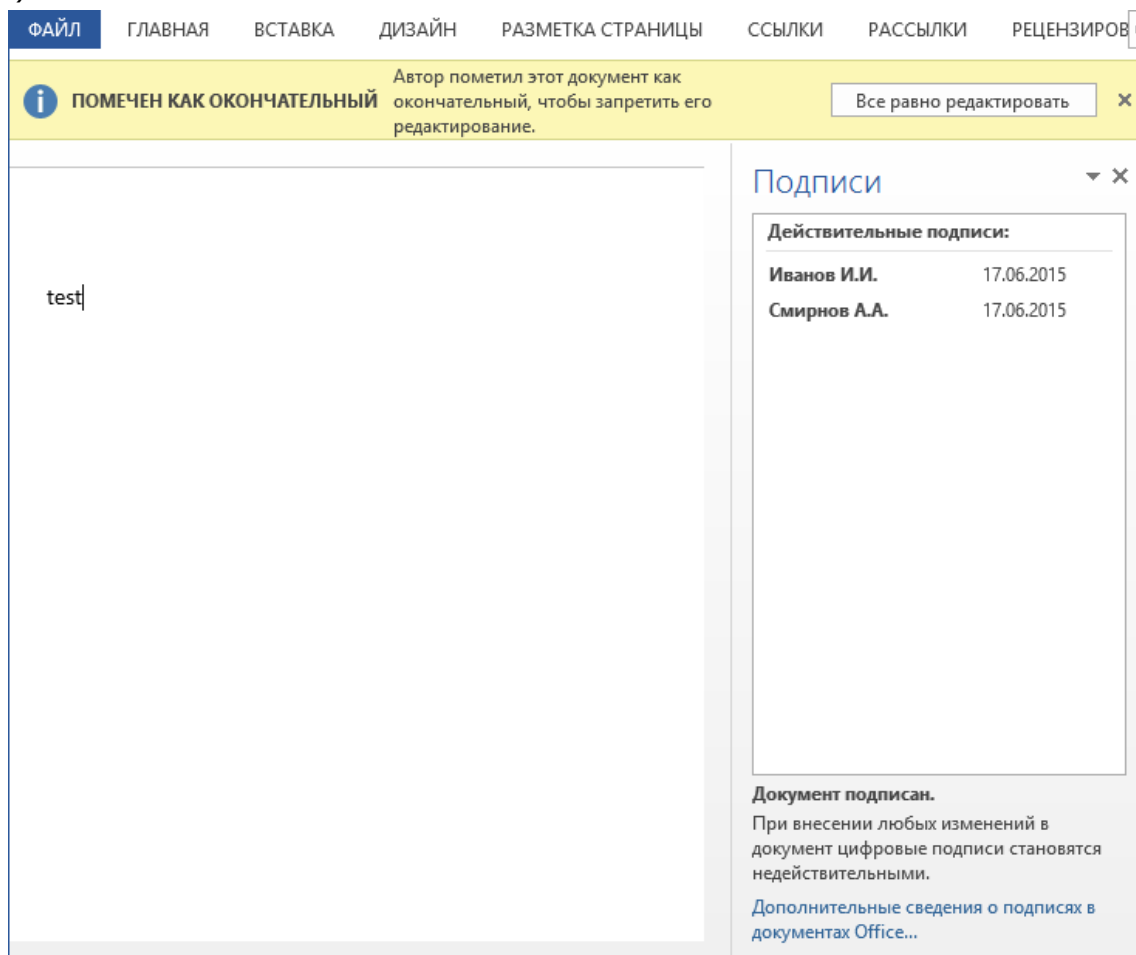 ФАЙЛ ГЛАВНАЯ ВСТАВКА ДИЗАЙН РАЗМЕТКА СТРАНИЦЫ ССЫЛКИ РАССЫЛКИ РЕЦЕНЗИРОВ
ПОМЕЧЕН КАК ОКОНЧАТЕЛЬНЫЙ
Автор пометил этот документ как
окончательный, чтобы запретить его
редактирование.
Все равно редактировать
test
Подписи
Действительные подписи:
Иванов И.И. 17.06.2015
Смирнов А.А. 17.06.2015
Документ подписан.
При внесении любых изменений в
документ цифровые подписи становятся
недействительными.
Дополнительные сведения о подписях в
документах Office...